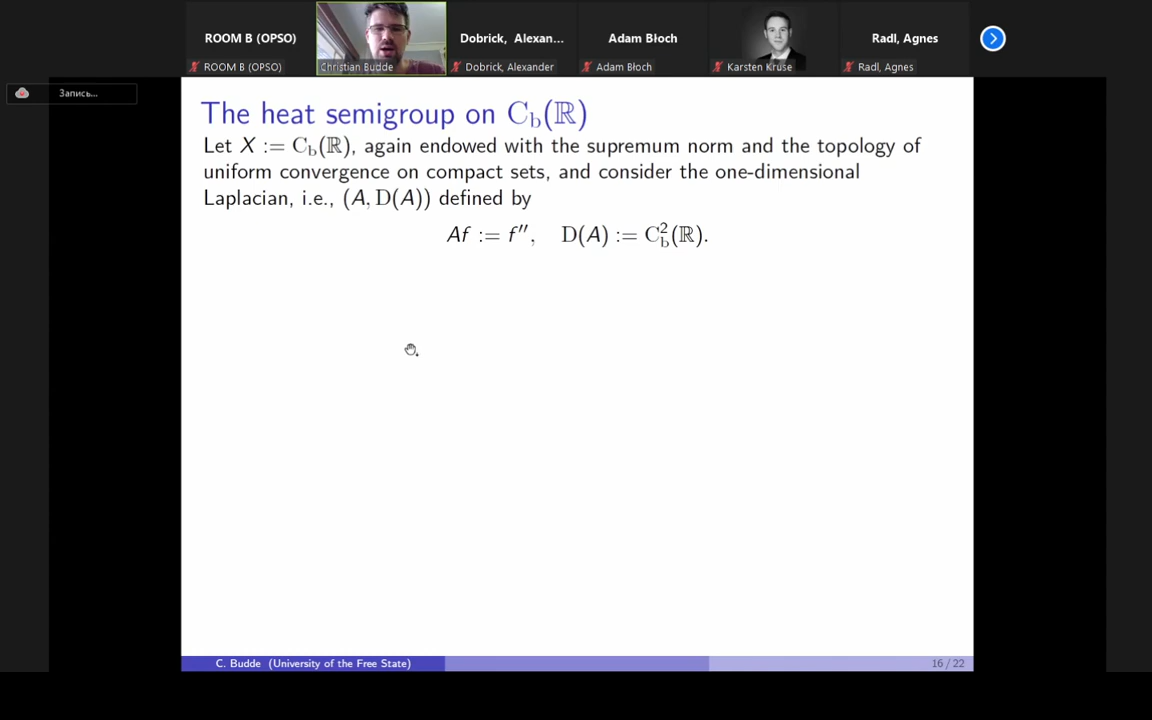 ROOM B (OPSO)
Dobrick, Alexan...
Adam Błoch
Radl, Agnes
ROOM B (OPSO)
Christian Budde
Dobrick, Alexander
Adam Błoch
Karsten Kruse
Radl, Agnes
Запись...
The heat semigroup on C_b(ℝ)
Let X := C_b(ℝ), again endowed with the supremum norm and the topology of
uniform convergence on compact sets, and consider the one-dimensional
Laplacian, i.e., (A, D(A)) defined by
Af := f′′, D(A) := C_b^2(ℝ).
C. Budde (University of the Free State)
16 / 22